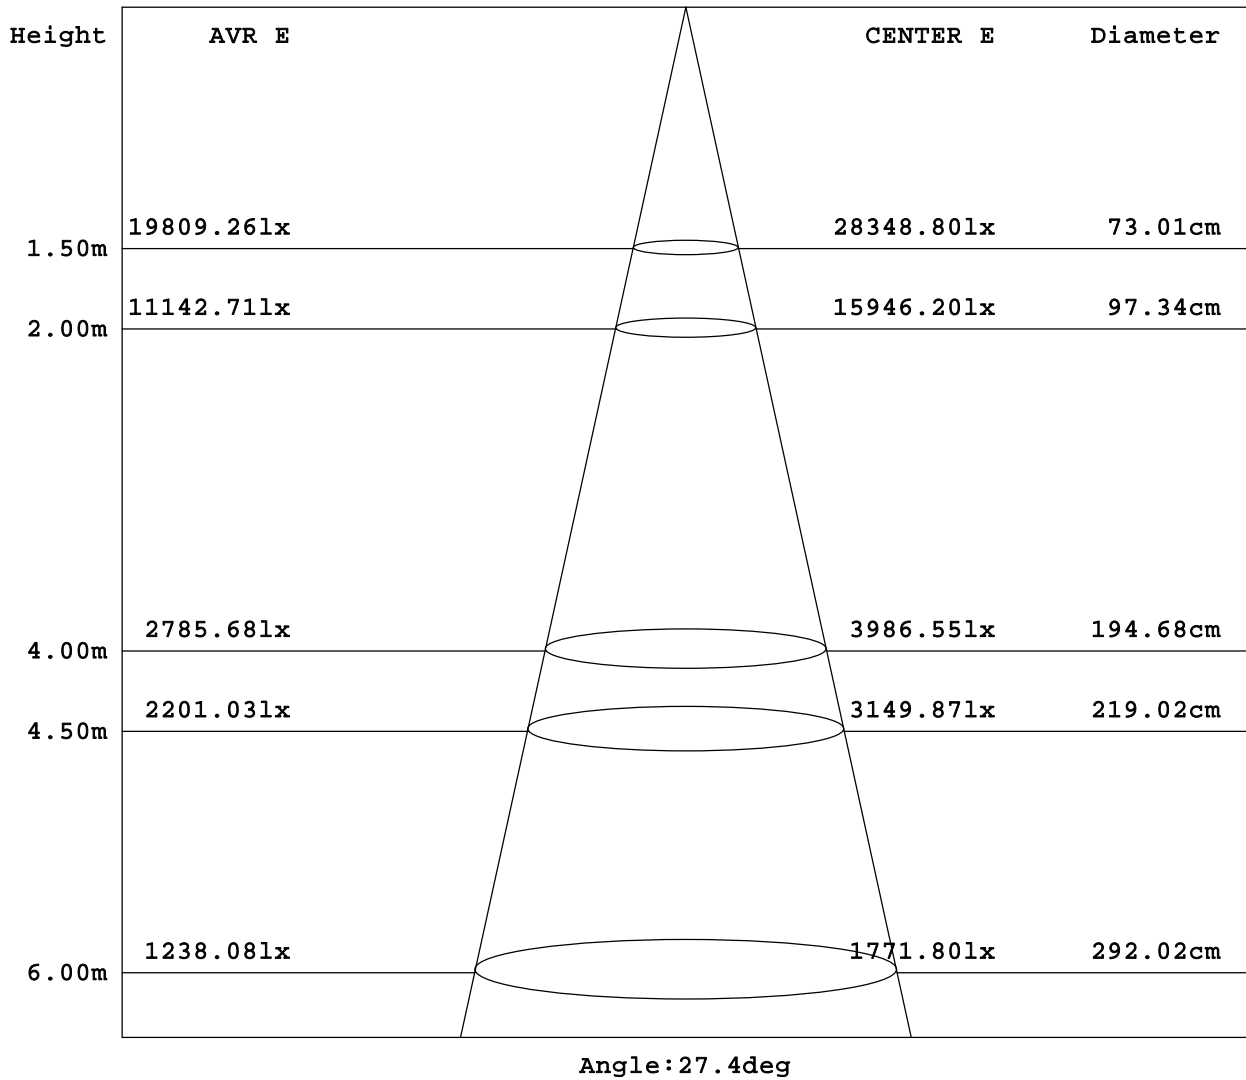 Height AVR E CENTER E Diameter
19809.26lx 28348.80lx 73.01cm
1.50m
11142.71lx 15946.20lx 97.34cm
2.00m
2785.68lx 3986.55lx 194.68cm
4.00m
2201.03lx 3149.87lx 219.02cm
4.50m
1238.08lx 1771.80lx 292.02cm
6.00m
Angle:27.4deg